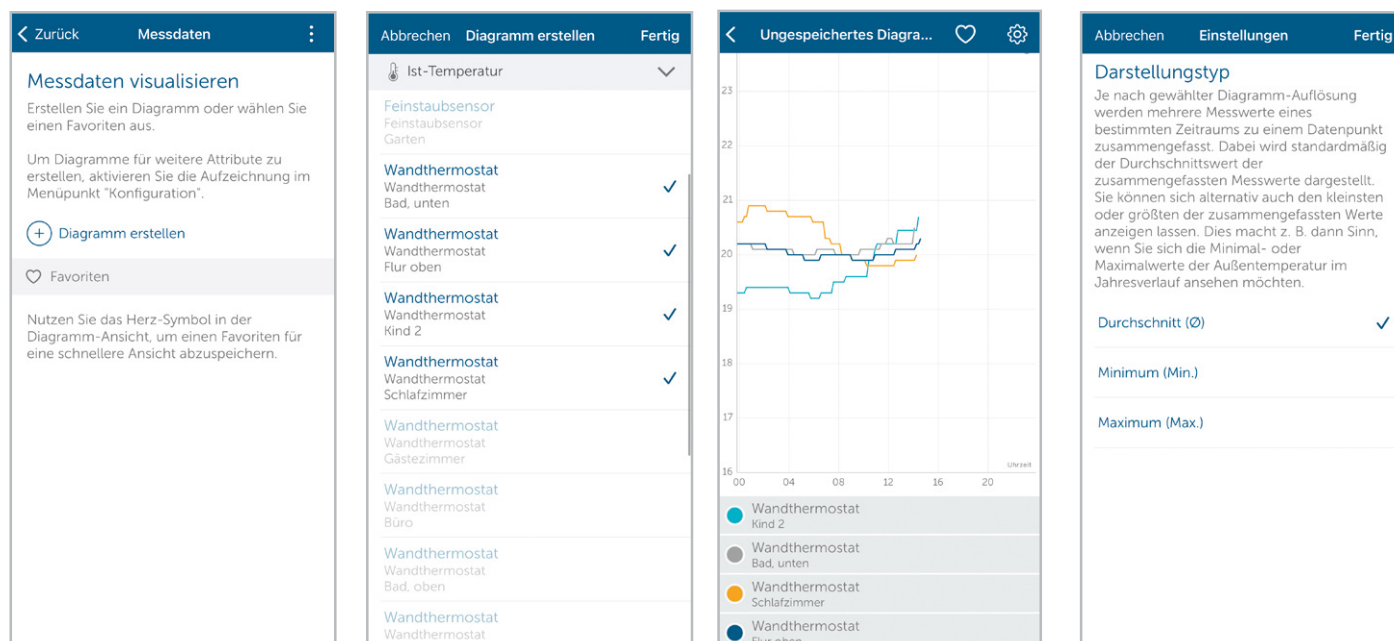 Zurück
Messdaten
Messdaten visualisieren
Erstellen Sie ein Diagramm oder wählen Sie
einen Favoriten aus.
Um Diagramme für weitere Attribute zu
erstellen, aktivieren Sie die Aufzeichnung im
Menüpunkt "Konfiguration".
Diagramm erstellen
Favoriten
Nutzen Sie das Herz-Symbol in der
Diagramm-Ansicht, um einen Favoriten für
eine schnellere Ansicht abzuspeichern.
Abbrechen Diagramm erstellen Fertig
Ist-Temperatur
Feinstaubsensor
Feinstaubsensor
Garten
Wandthermostat
Wandthermostat
Bad, unten
Wandthermostat
Wandthermostat
Flur oben
Wandthermostat
Wandthermostat
Kind 2
Wandthermostat
Wandthermostat
Schlafzimmer
Wandthermostat
Wandthermostat
Gästezimmer
Wandthermostat
Wandthermostat
Büro
Wandthermostat
Wandthermostat
Bad, oben
Wandthermostat
Wandthermostat
Ungespeichertes Diagra...
23
22
21
20
19
18
17
16
Uhrzeit
00 04 08 12 16 20
Wandthermostat
Kind 2
Wandthermostat
Bad, unten
Wandthermostat
Schlafzimmer
Wandthermostat
Flur oben
Abbrechen Einstellungen Fertig
Darstellungstyp
Je nach gewählter Diagramm-Auflösung
werden mehrere Messwerte eines
bestimmten Zeitraums zu einem Datenpunkt
zusammengefasst. Dabei wird standardmäßig
der Durchschnittswert der
zusammengefassten Messwerte dargestellt.
Sie können sich alternativ auch den kleinsten
oder größten der zusammengefassten Werte
anzeigen lassen. Dies macht z. B. dann Sinn,
wenn Sie sich die Minimal- oder
Maximalwerte der Außentemperatur im
Jahresverlauf ansehen möchten.
Durchschnitt (Ø)
Minimum (Min.)
Maximum (Max.)